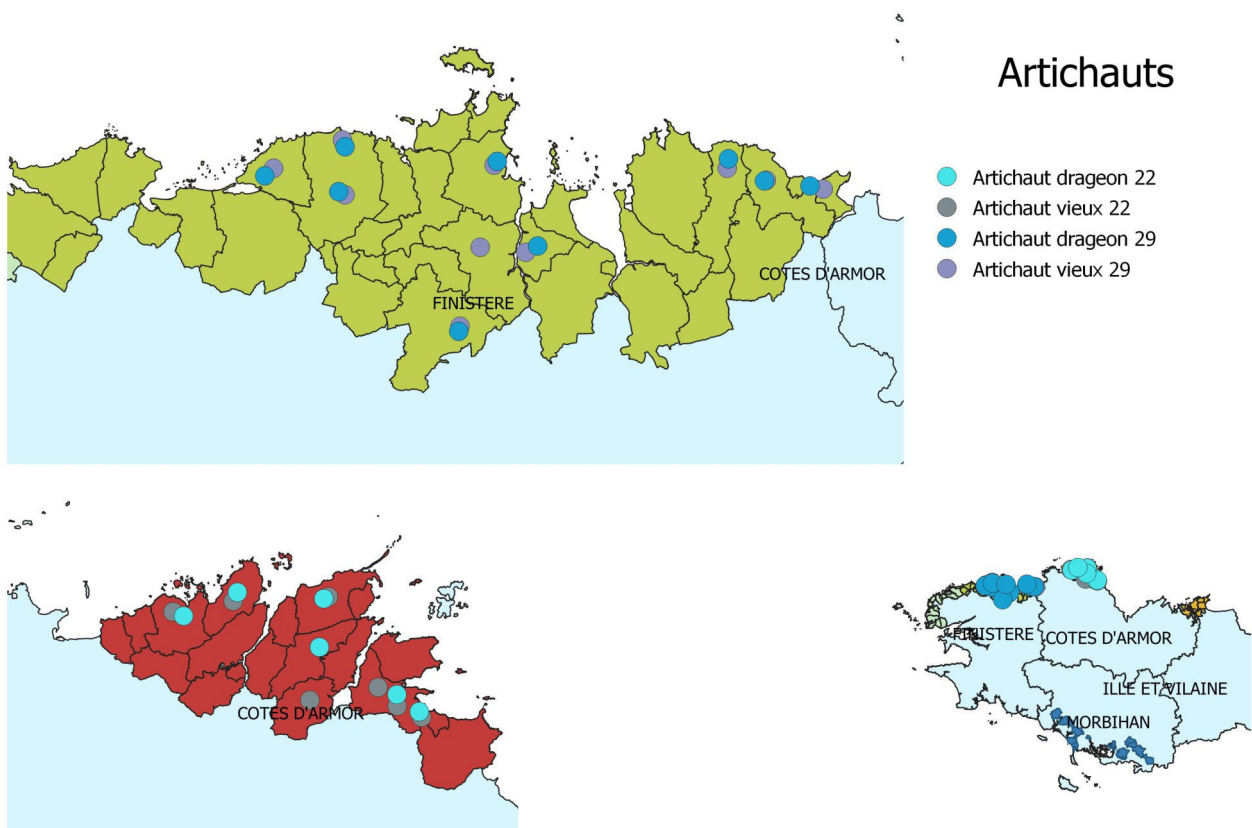 Artichauts
Artichaut drageon 22
Artichaut vieux 22
Artichaut drageon 29
Artichaut vieux 29
COTES D'ARMOR
FINISTERE
COTES D'ARMOR
FINISTERE
COTES D'ARMOR
ILLE ET VILAINE
MORBIHAN